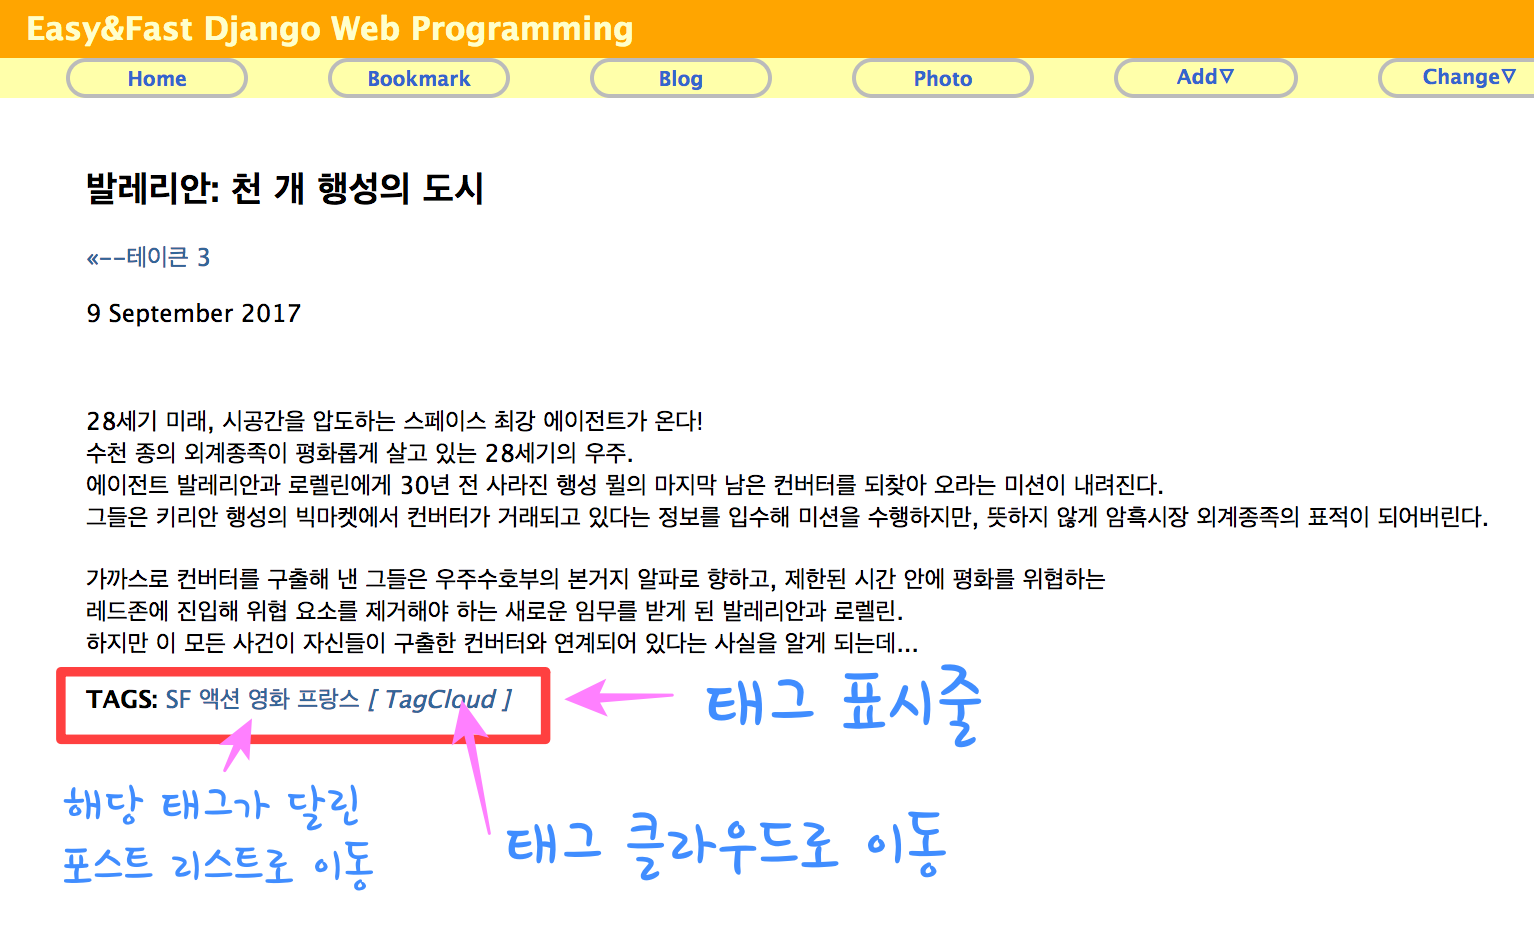 Easy&Fast Django Web Programming
Home Bookmark Blog Photo Add▽ Change▽
발레리안: 천 개 행성의 도시
«--테이큰 3
9 September 2017
28세기 미래, 시공간을 압도하는 스페이스 최강 에이전트가 온다!
수천 종의 외계종족이 평화롭게 살고 있는 28세기의 우주.
에이전트 발레리안과 로렐린에게 30년 전 사라진 행성 뮐의 마지막 남은 컨버터를 되찾아 오라는 미션이 내려진다.
그들은 키리안 행성의 빅마켓에서 컨버터가 거래되고 있다는 정보를 입수해 미션을 수행하지만, 뜻하지 않게 암흑시장 외계종족의 표적이 되어버린다.
가까스로 컨버터를 구출해 낸 그들은 우주수호부의 본거지 알파로 향하고, 제한된 시간 안에 평화를 위협하는
레드존에 진입해 위협 요소를 제거해야 하는 새로운 임무를 받게 된 발레리안과 로렐린.
하지만 이 모든 사건이 자신들이 구출한 컨버터와 연계되어 있다는 사실을 알게 되는데...
TAGS: SF 액션 영화 프랑스 [ TagCloud ]
태그 표시줄
해당 태그가 달린
포스트 리스트로 이동
태그 클라우드로 이동